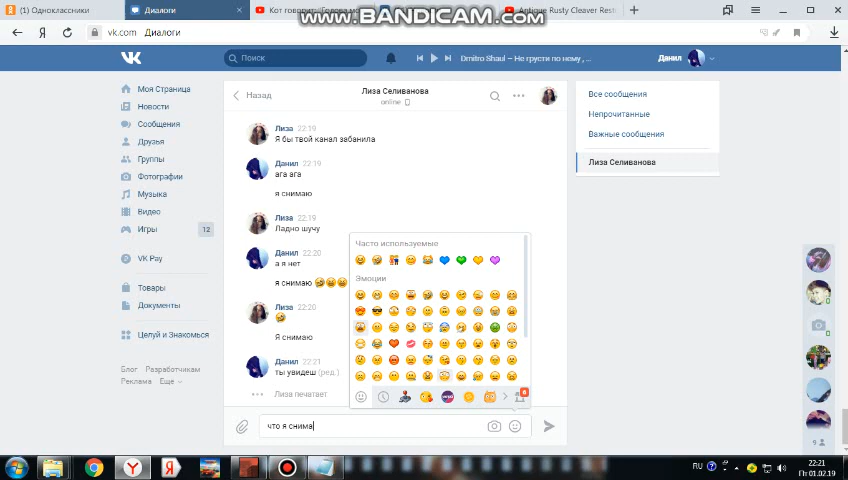 Одноклассники
Диалоги
Кот говорит: "Голова мо
Antique Rusty Cleaver Rest
WWW.BANDICAM.COM
vk.com Диалоги
Поиск
Dmitro Shaul – Не грусти по нему , ...
Данил
Моя Страница
Новости
Сообщения
Друзья
Группы
Фотографии
Музыка
Видео
Игры 12
VK Pay
Товары
Документы
Целуй и Знакомься
Блог Разработчикам
Реклама Ещё
Назад
Лиза Селиванова
online
Лиза 22:19
Я бы твой канал забанила
Данил 22:19
ага ага
я снимаю
Лиза 22:19
Ладно шучу
Данил 22:20
а я нет
я снимаю
Лиза 22:20
Я снимаю
Данил 22:21
ты увидеш (ред.)
Лиза печатает
что я снима
Часто используемые
Эмоции
6
Все сообщения
Непрочитанные
Важные сообщения
Лиза Селиванова
9
RU
22:21
Пт 01.02.19